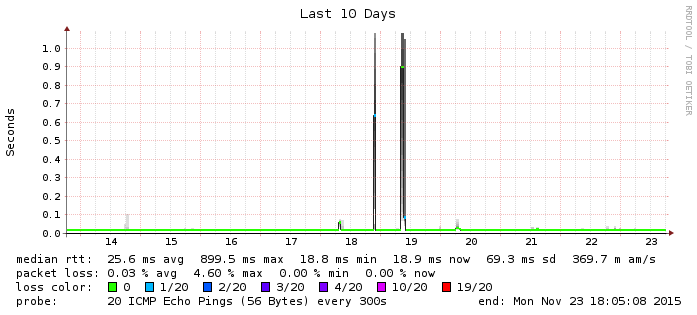 Last 10 Days
RRDTOOL / TOBI OETIKER
Seconds
1.0
0.9
0.8
0.7
0.6
0.5
0.4
0.3
0.2
0.1
0.0
14 15 16 17 18 19 20 21 22 23
median rtt: 25.6 ms avg 899.5 ms max 18.8 ms min 18.9 ms now 69.3 ms sd 369.7 m am/s
packet loss: 0.03 % avg 4.60 % max 0.00 % min 0.00 % now
loss color: 0 1/20 2/20 3/20 4/20 10/20 19/20
probe: 20 ICMP Echo Pings (56 Bytes) every 300s end: Mon Nov 23 18:05:08 2015